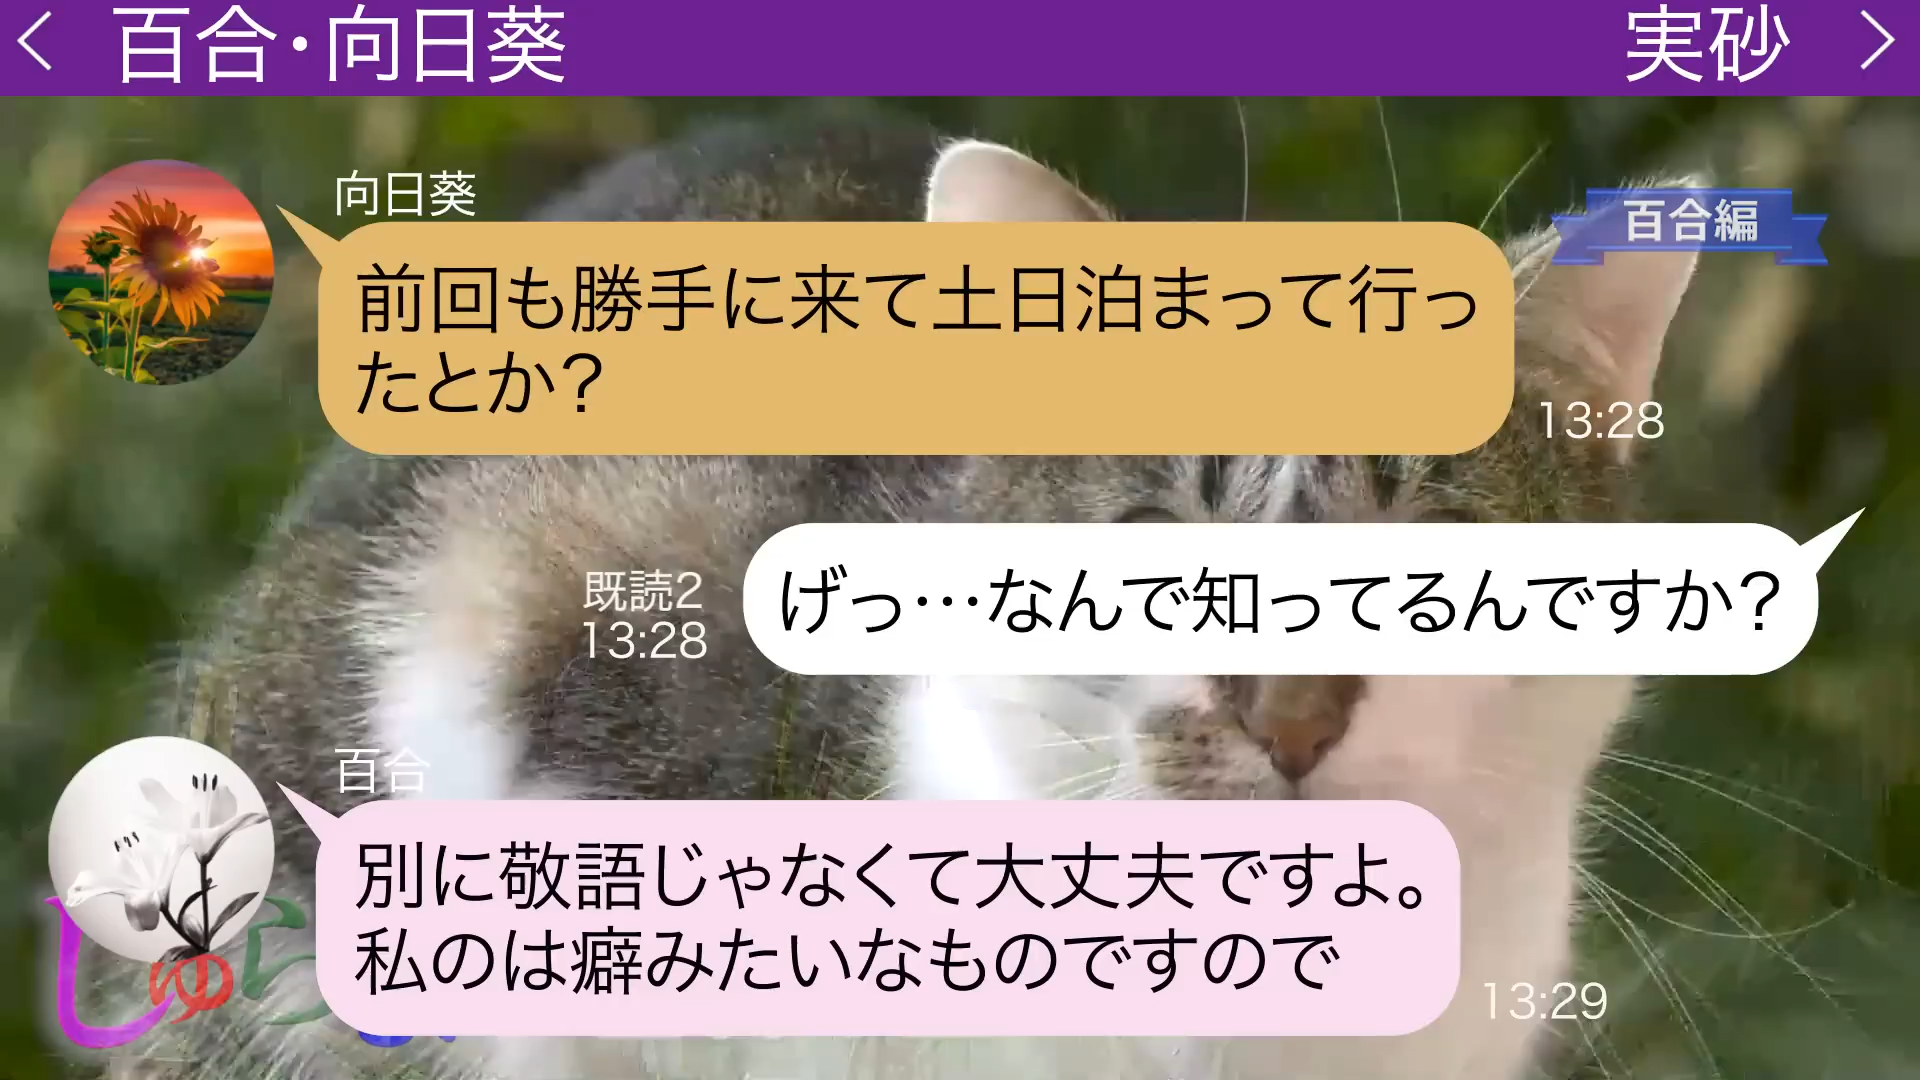 百合・向日葵
実砂
向日葵
百合編
前回も勝手に来て土日泊まって行っ
たとか？
13:28
げっ…なんで知ってるんですか？
既読2
13:28
百合
別に敬語じゃなくて大丈夫ですよ。
私のは癖みたいなものですので
13:29
しゅら